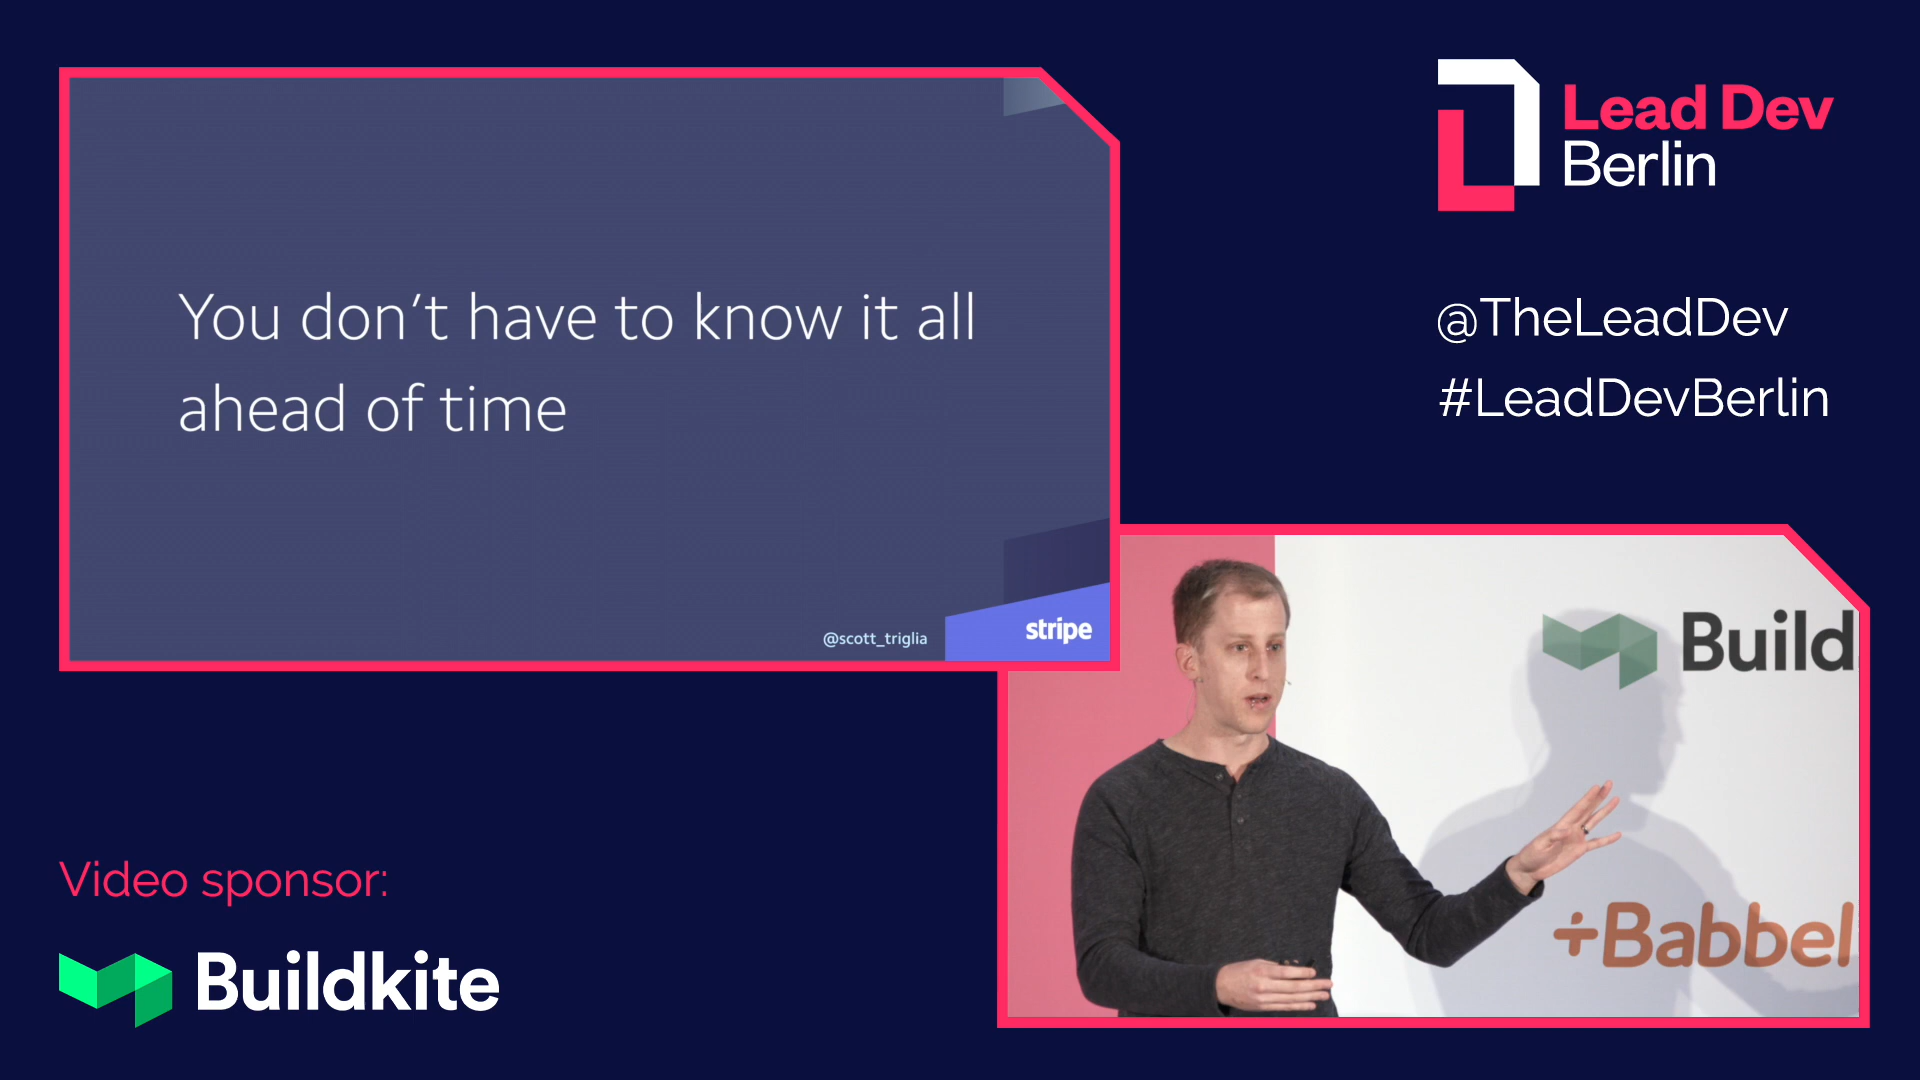 You don't have to know it all
ahead of time
@scott_triglia
stripe
Lead Dev
Berlin
@TheLeadDev
#LeadDevBerlin
Build
+Babbel
Video sponsor:
Buildkite